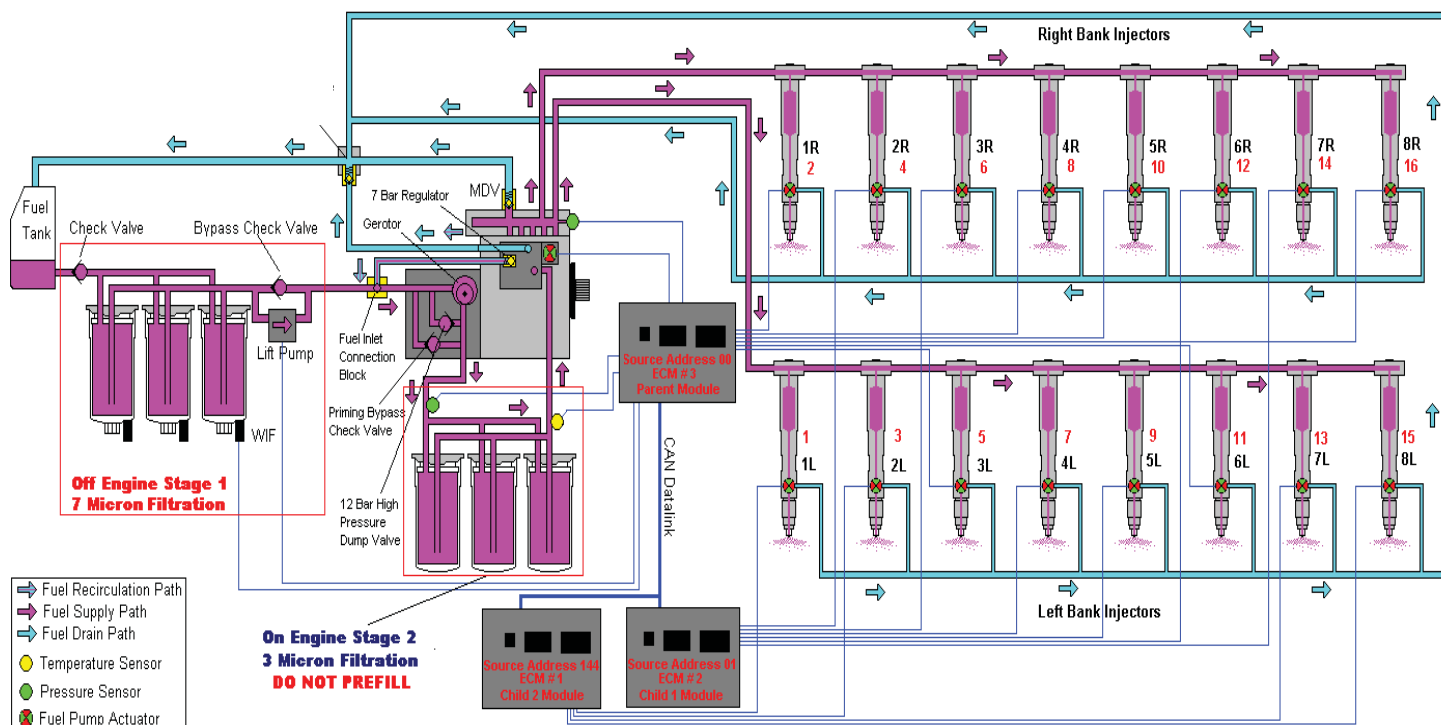 Right Bank Injectors
1R
2
2R
4
3R
6
4R
8
5R
10
6R
12
7R
14
8R
16
MDV
7 Bar Regulator
Gerotor
Fuel
Tank
Check Valve
Bypass Check Valve
Lift Pump
WIF
Fuel Inlet
Connection
Block
Priming Bypass
Check Valve
12 Bar High
Pressure
Dump Valve
Off Engine Stage 1
7 Micron Filtration
Source Address 00
ECM # 3
Parent Module
CAN Datalink
1
1L
3
2L
5
3L
7
4L
9
5L
11
6L
13
7L
15
8L
Left Bank Injectors
On Engine Stage 2
3 Micron Filtration
DO NOT PREFILL
Source Address 144
ECM # 1
Child 2 Module
Source Address 01
ECM # 2
Child 1 Module
Fuel Recirculation Path
Fuel Supply Path
Fuel Drain Path
Temperature Sensor
Pressure Sensor
Fuel Pump Actuator